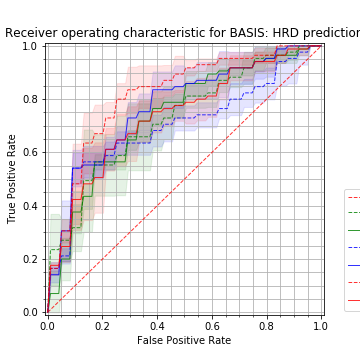 Receiver operating characteristic for BASIS: HRD prediction
1.0
0.8
0.6
0.4
0.2
0.0
True Positive Rate
0.0 0.2 0.4 0.6 0.8 1.0
False Positive Rate